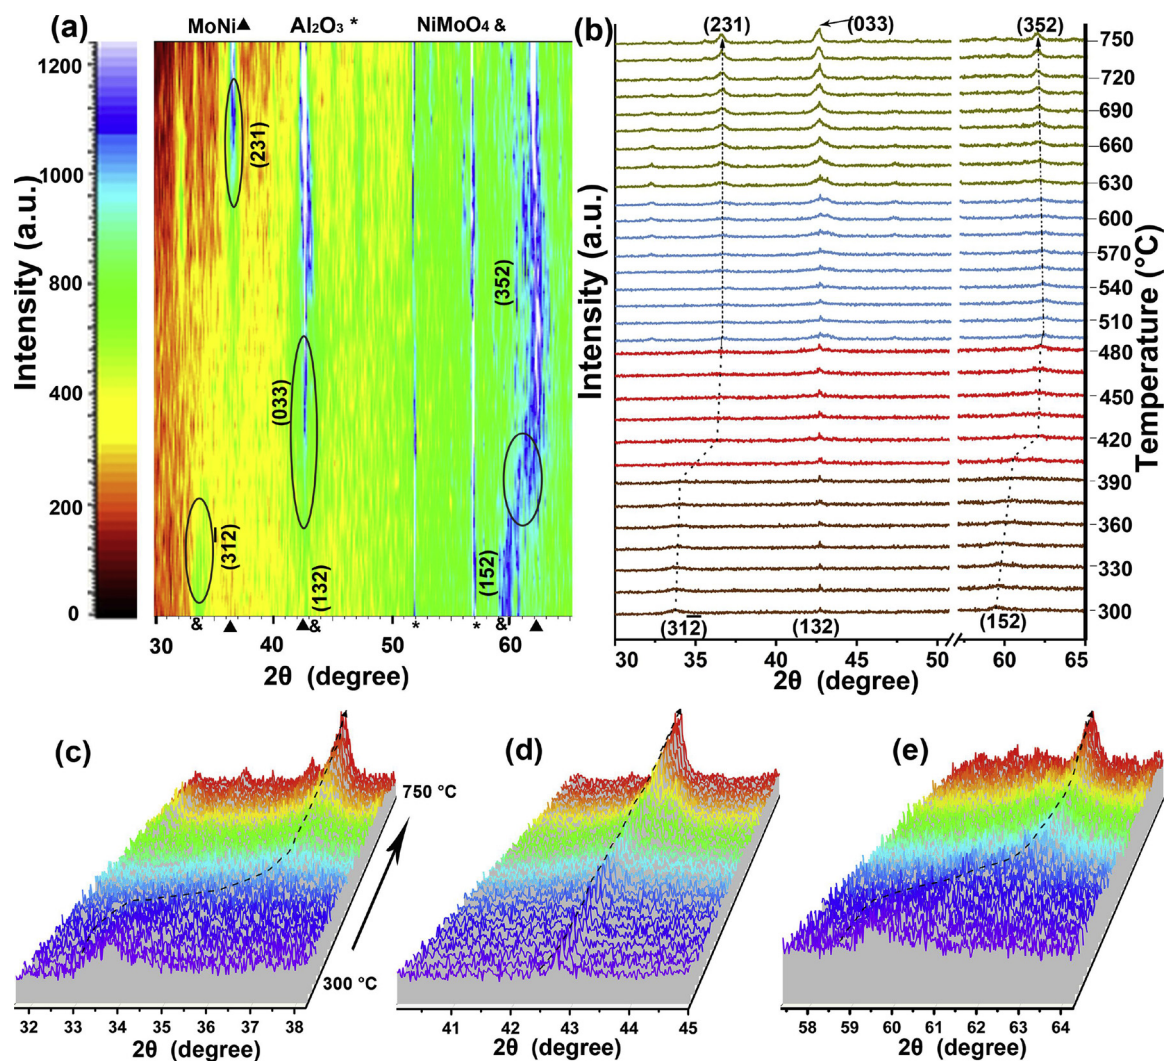 (a)
MoNi▲ Al₂O₃ * NiMoO₄ &
1200
1000
800
600
400
200
0
Intensity (a.u.)
(231)
(033)
(352)
(312̅)
(132)
(152)
& ▲ ▲& * * & ▲
30 40 50 60
2θ (degree)
(b)
(231) (033) (352)
Intensity (a.u.)
750
720
690
660
630
600
570
540
510
480
450
420
390
360
330
300
Temperature (°C)
(312̅) (132) (152)
30 35 40 45 50 60 65
2θ (degree)
(c)
750 °C
300 °C
32 33 34 35 36 37 38
2θ (degree)
(d)
41 42 43 44 45
2θ (degree)
(e)
58 59 60 61 62 63 64
2θ (degree)